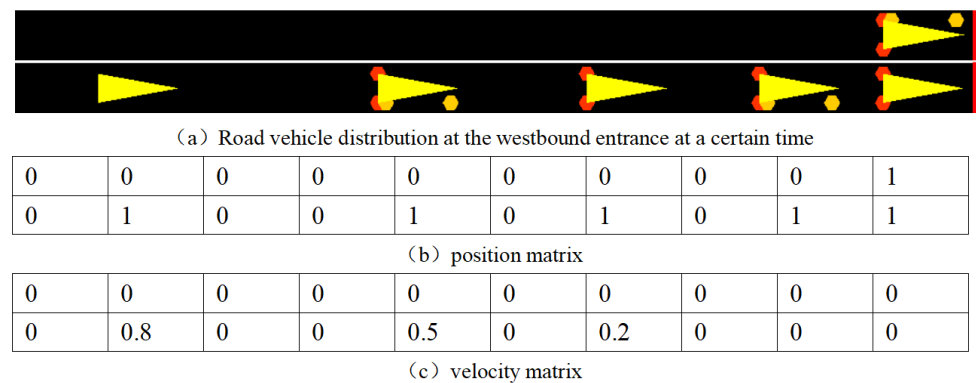 （a）Road vehicle distribution at the westbound entrance at a certain time
0 0 0 0 0 0 0 0 0 1
0 1 0 0 1 0 1 0 1 1
（b）position matrix
0 0 0 0 0 0 0 0 0 0
0 0.8 0 0 0.5 0 0.2 0 0 0
（c）velocity matrix